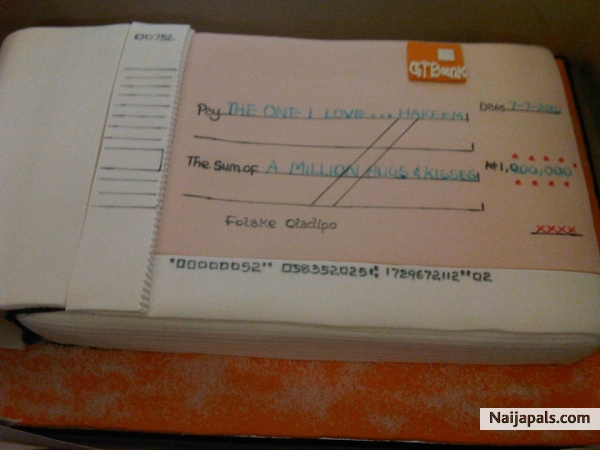 00752
GTBank
Pey THE ONE I LOVE... HAKEEM Date 7-7-20
The sum of A MILLION HUGS & KISSES ₦1,000,000
Folake Oladipo xxxx
"00000052" 058352025⑆ 1729672112"02
Naijapals.com